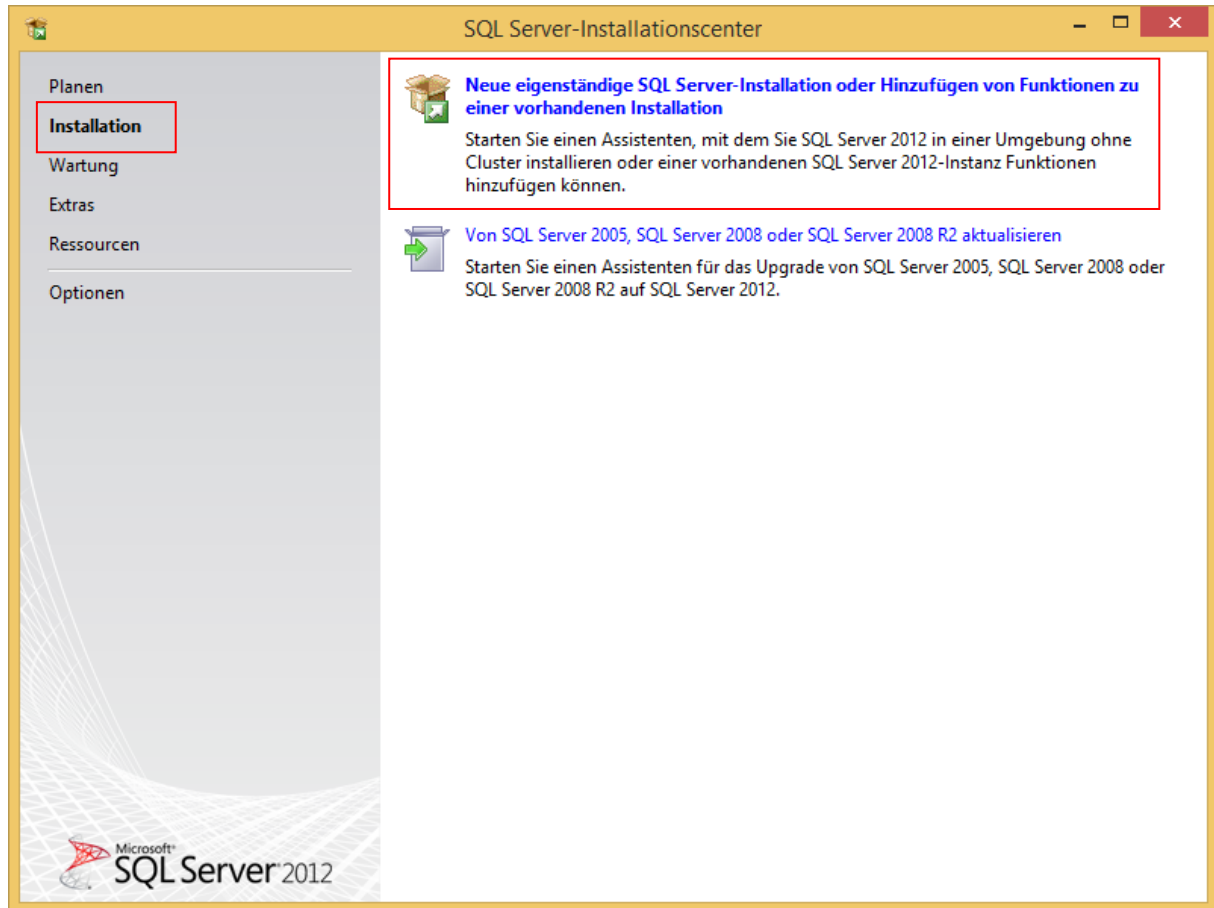 SQL Server-Installationscenter
Planen
Installation
Wartung
Extras
Ressourcen
Optionen
Neue eigenständige SQL Server-Installation oder Hinzufügen von Funktionen zu
einer vorhandenen Installation
Starten Sie einen Assistenten, mit dem Sie SQL Server 2012 in einer Umgebung ohne
Cluster installieren oder einer vorhandenen SQL Server 2012-Instanz Funktionen
hinzufügen können.
Von SQL Server 2005, SQL Server 2008 oder SQL Server 2008 R2 aktualisieren
Starten Sie einen Assistenten für das Upgrade von SQL Server 2005, SQL Server 2008 oder
SQL Server 2008 R2 auf SQL Server 2012.
Microsoft
SQL Server 2012